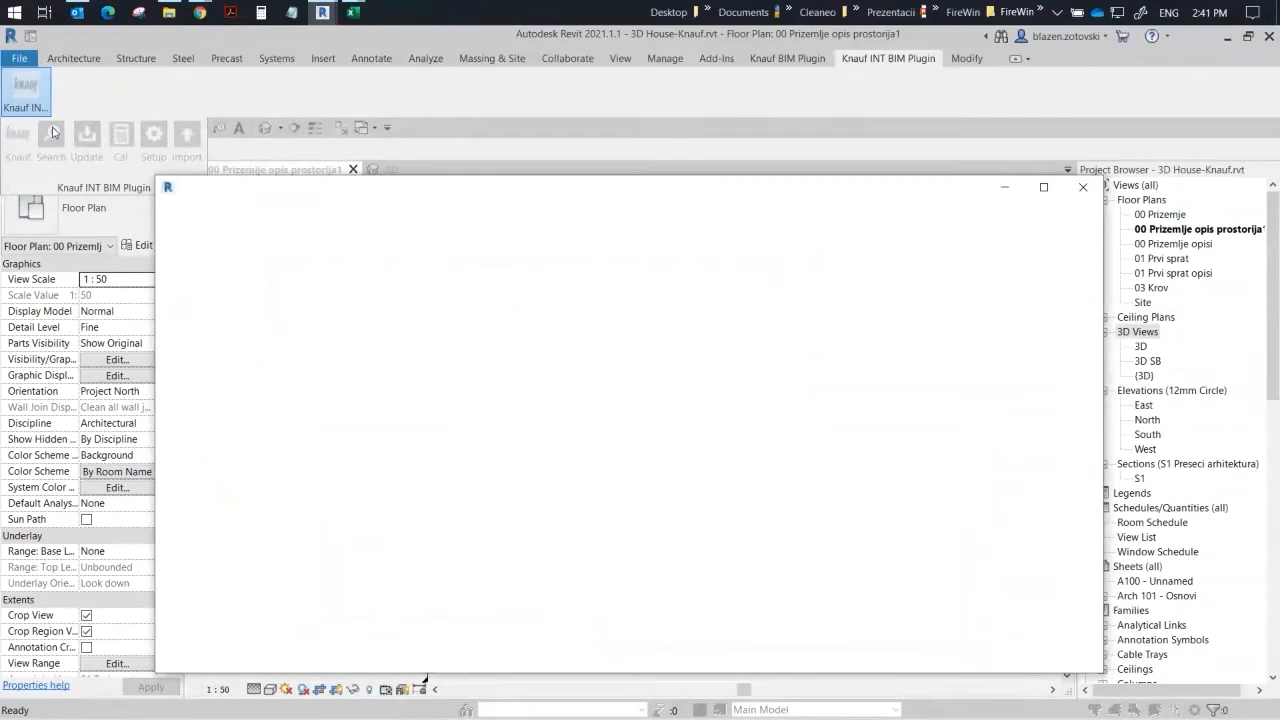 Desktop
Documents
Cleaneo
Prezentacii
FireWin
FireWin
ENG
2:41 PM
Autodesk Revit 2021.1.1 - 3D House-Knauf.rvt - Floor Plan: 00 Prizemlje opis prostorija1
blazen.zotovski
File
Architecture
Structure
Steel
Precast
Systems
Insert
Annotate
Analyze
Massing & Site
Collaborate
View
Manage
Add-Ins
Knauf BIM Plugin
Knauf INT BIM Plugin
Modify
Knauf IN...
Knauf
Search
Update
Cal
Setup
Import
Knauf INT BIM Plugin
00 Prizemlje opis prostorija1
3D
Floor Plan
Floor Plan: 00 Prizemlj
Edit
Graphics
View Scale 1 : 50
Scale Value 1: 50
Display Model Normal
Detail Level Fine
Parts Visibility Show Original
Visibility/Grap... Edit...
Graphic Displ... Edit...
Orientation Project North
Wall Join Disp... Clean all wall j...
Discipline Architectural
Show Hidden ... By Discipline
Color Scheme ... Background
Color Scheme By Room Name
System Color ... Edit...
Default Analys... None
Sun Path
Underlay
Range: Base L... None
Range: Top Le... Unbounded
Underlay Orie... Look down
Extents
Crop View
Crop Region V...
Annotation Cr...
View Range Edit...
Properties help
Apply
Project Browser - 3D House-Knauf.rvt
Views (all)
Floor Plans
00 Prizemje
00 Prizemlje opis prostorija1
00 Prizemlje opisi
01 Prvi sprat
01 Prvi sprat opisi
03 Krov
Site
Ceiling Plans
3D Views
3D
3D SB
{3D}
Elevations (12mm Circle)
East
North
South
West
Sections (S1 Preseci arhitektura)
S1
Legends
Schedules/Quantities (all)
Room Schedule
View List
Window Schedule
Sheets (all)
A100 - Unnamed
Arch 101 - Osnovi
Families
Analytical Links
Annotation Symbols
Cable Trays
Ceilings
1 : 50
Ready
:0
Main Model
:0